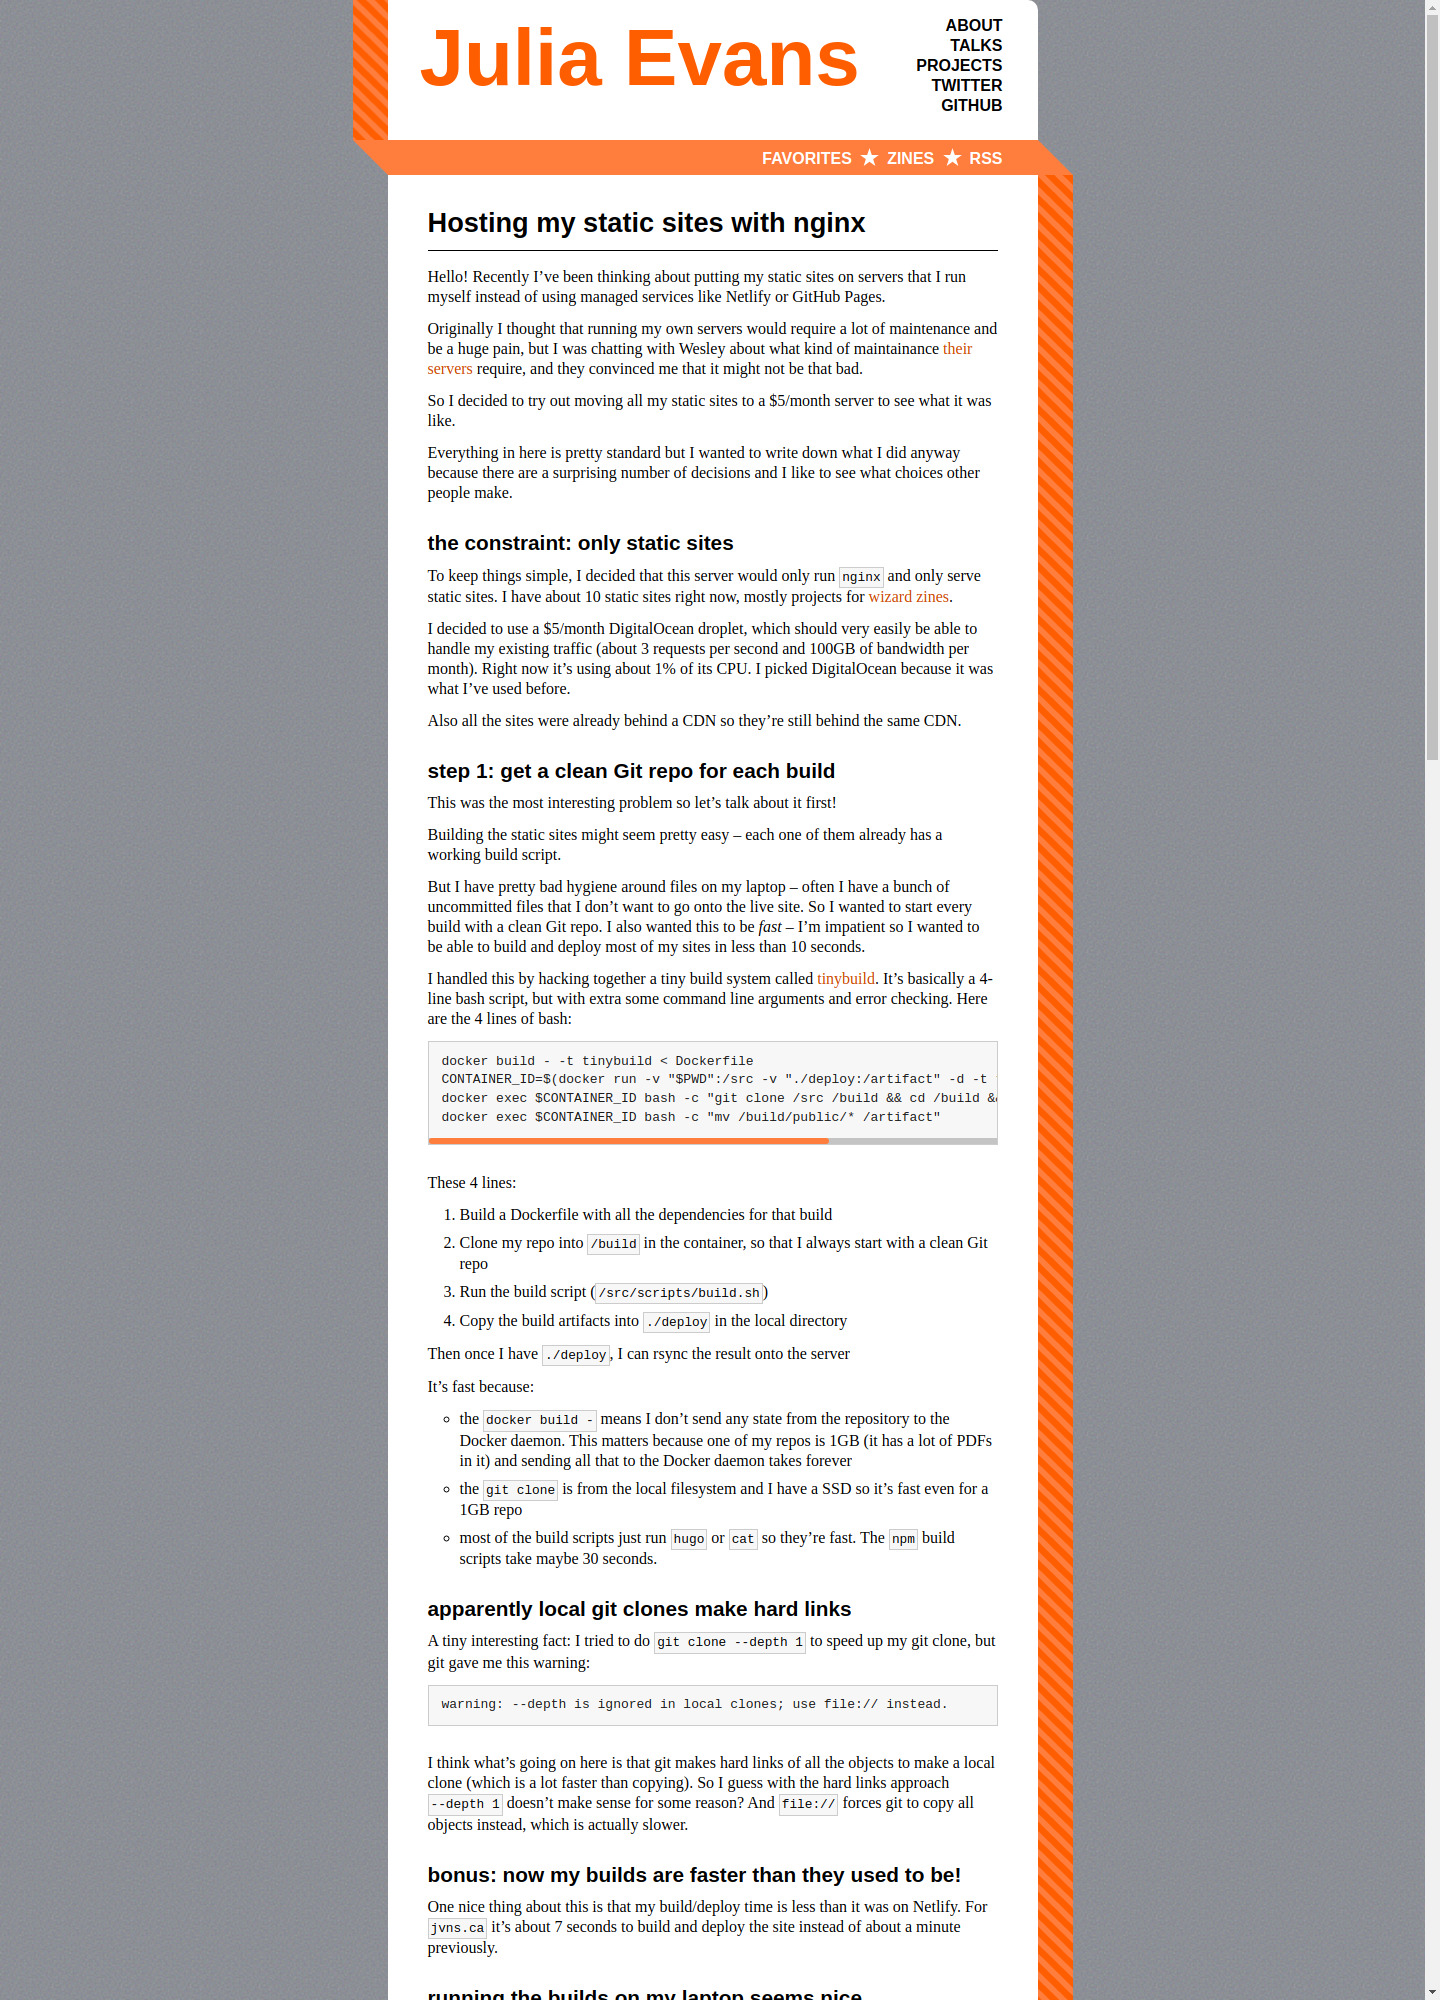 Julia Evans
ABOUT
TALKS
PROJECTS
TWITTER
GITHUB
FAVORITES ★ ZINES ★ RSS
Hosting my static sites with nginx
Hello! Recently I’ve been thinking about putting my static sites on servers that I run
myself instead of using managed services like Netlify or GitHub Pages.
Originally I thought that running my own servers would require a lot of maintenance and
be a huge pain, but I was chatting with Wesley about what kind of maintainance their
servers require, and they convinced me that it might not be that bad.
So I decided to try out moving all my static sites to a $5/month server to see what it was
like.
Everything in here is pretty standard but I wanted to write down what I did anyway
because there are a surprising number of decisions and I like to see what choices other
people make.
the constraint: only static sites
To keep things simple, I decided that this server would only run nginx and only serve
static sites. I have about 10 static sites right now, mostly projects for wizard zines.
I decided to use a $5/month DigitalOcean droplet, which should very easily be able to
handle my existing traffic (about 3 requests per second and 100GB of bandwidth per
month). Right now it’s using about 1% of its CPU. I picked DigitalOcean because it was
what I’ve used before.
Also all the sites were already behind a CDN so they’re still behind the same CDN.
step 1: get a clean Git repo for each build
This was the most interesting problem so let’s talk about it first!
Building the static sites might seem pretty easy – each one of them already has a
working build script.
But I have pretty bad hygiene around files on my laptop – often I have a bunch of
uncommitted files that I don’t want to go onto the live site. So I wanted to start every
build with a clean Git repo. I also wanted this to be fast – I’m impatient so I wanted to
be able to build and deploy most of my sites in less than 10 seconds.
I handled this by hacking together a tiny build system called tinybuild. It’s basically a 4-
line bash script, but with extra some command line arguments and error checking. Here
are the 4 lines of bash:
docker build - -t tinybuild < Dockerfile
CONTAINER_ID=$(docker run -v "$PWD":/src -v "./deploy:/artifact" -d -t
docker exec $CONTAINER_ID bash -c "git clone /src /build && cd /build &&
docker exec $CONTAINER_ID bash -c "mv /build/public/* /artifact"
These 4 lines:
1. Build a Dockerfile with all the dependencies for that build
2. Clone my repo into /build in the container, so that I always start with a clean Git
repo
3. Run the build script (/src/scripts/build.sh)
4. Copy the build artifacts into ./deploy in the local directory
Then once I have ./deploy, I can rsync the result onto the server
It’s fast because:
the docker build - means I don’t send any state from the repository to the
Docker daemon. This matters because one of my repos is 1GB (it has a lot of PDFs
in it) and sending all that to the Docker daemon takes forever
the git clone is from the local filesystem and I have a SSD so it’s fast even for a
1GB repo
most of the build scripts just run hugo or cat so they’re fast. The npm build
scripts take maybe 30 seconds.
apparently local git clones make hard links
A tiny interesting fact: I tried to do git clone --depth 1 to speed up my git clone, but
git gave me this warning:
warning: --depth is ignored in local clones; use file:// instead.
I think what’s going on here is that git makes hard links of all the objects to make a local
clone (which is a lot faster than copying). So I guess with the hard links approach
--depth 1 doesn’t make sense for some reason? And file:// forces git to copy all
objects instead, which is actually slower.
bonus: now my builds are faster than they used to be!
One nice thing about this is that my build/deploy time is less than it was on Netlify. For
jvns.ca it’s about 7 seconds to build and deploy the site instead of about a minute
previously.
running the builds on my laptop seems nice